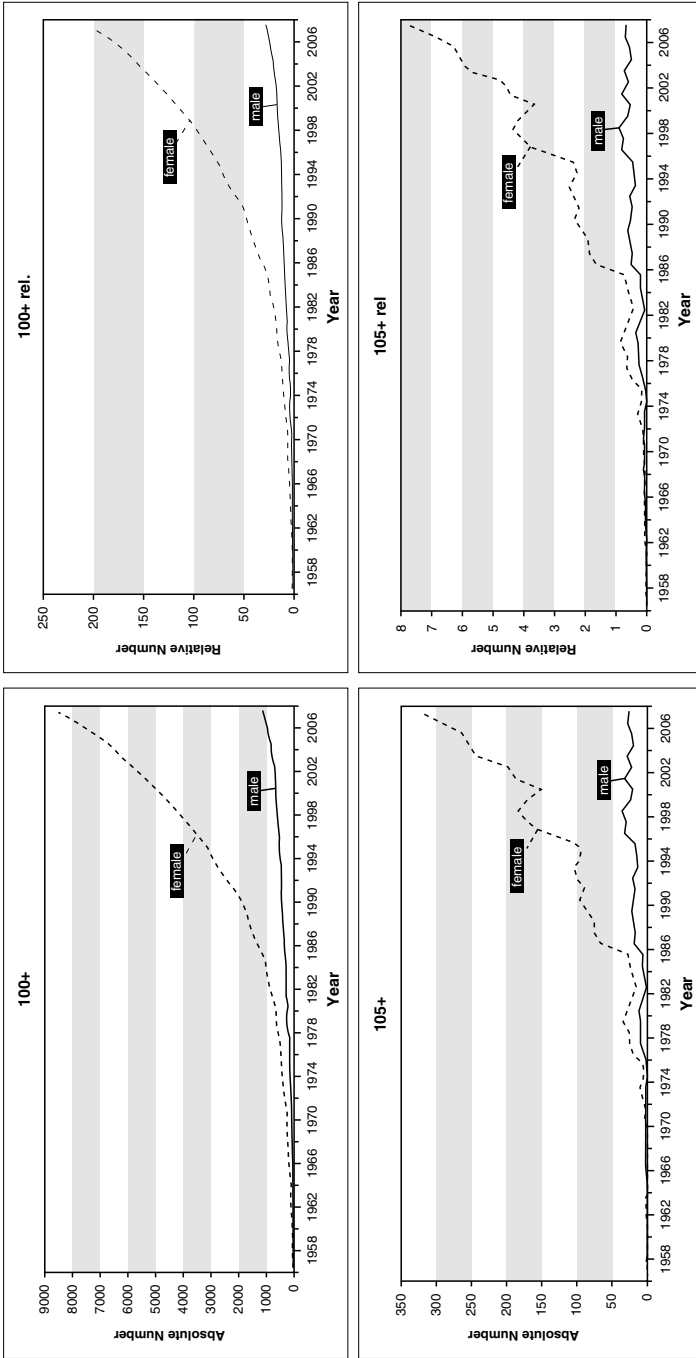 100+
Absolute Number
9000
8000
7000
6000
5000
4000
3000
2000
1000
0
female
male
1958 1962 1966 1970 1974 1978 1982 1986 1990 1994 1998 2002 2006
Year
100+ rel.
Relative Number
250
200
150
100
50
0
female
male
1958 1962 1966 1970 1974 1978 1982 1986 1990 1994 1998 2002 2006
Year
105+
Absolute Number
350
300
250
200
150
100
50
0
female
male
1958 1962 1966 1970 1974 1978 1982 1986 1990 1994 1998 2002 2006
Year
105+ rel
Relative Number
8
7
6
5
4
3
2
1
0
female
male
1958 1962 1966 1970 1974 1978 1982 1986 1990 1994 1998 2002 2006
Year